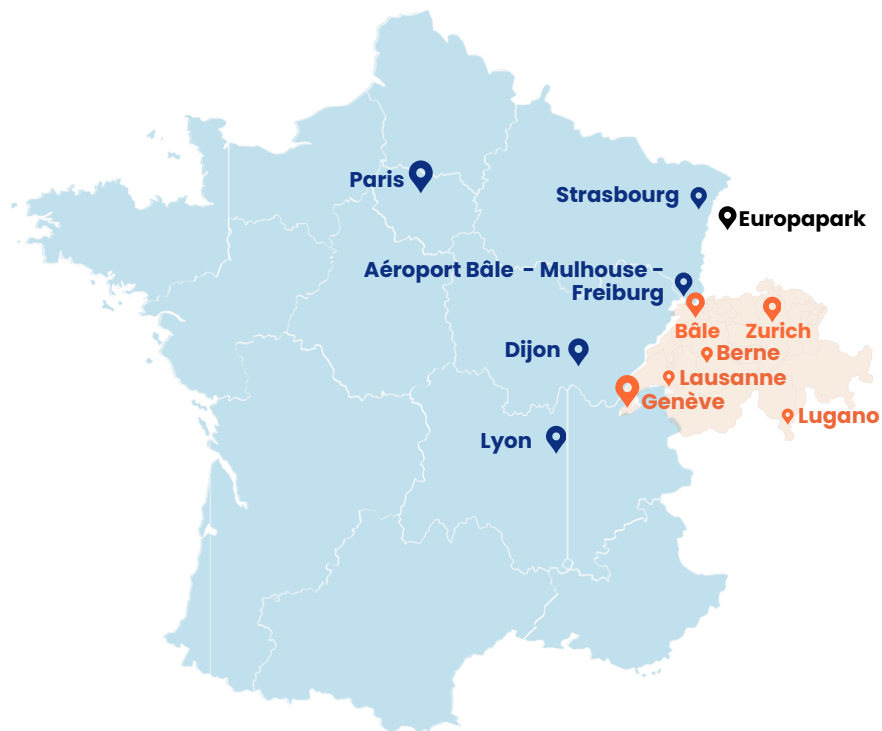 Paris
Strasbourg
Europapark
Aéroport Bâle - Mulhouse -
Freiburg
Bâle
Zurich
Dijon
Berne
Lausanne
Genève
Lugano
Lyon